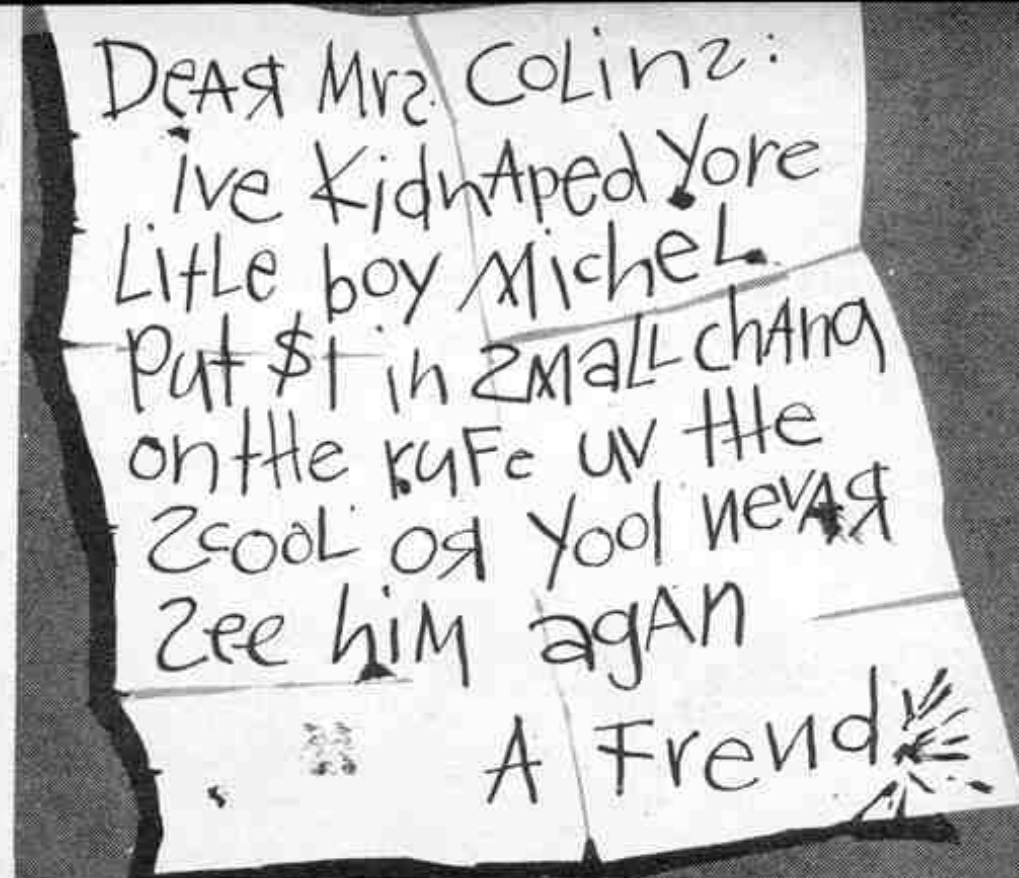 DeAR Mrs. CoLins:
ive KidnAped Yore
LitLe boy MicheL
Put $1 in sMaLL chAng
on tHe rufe uv tHe
scooL oR Yool nevAR
see hiM agAn
A Frend